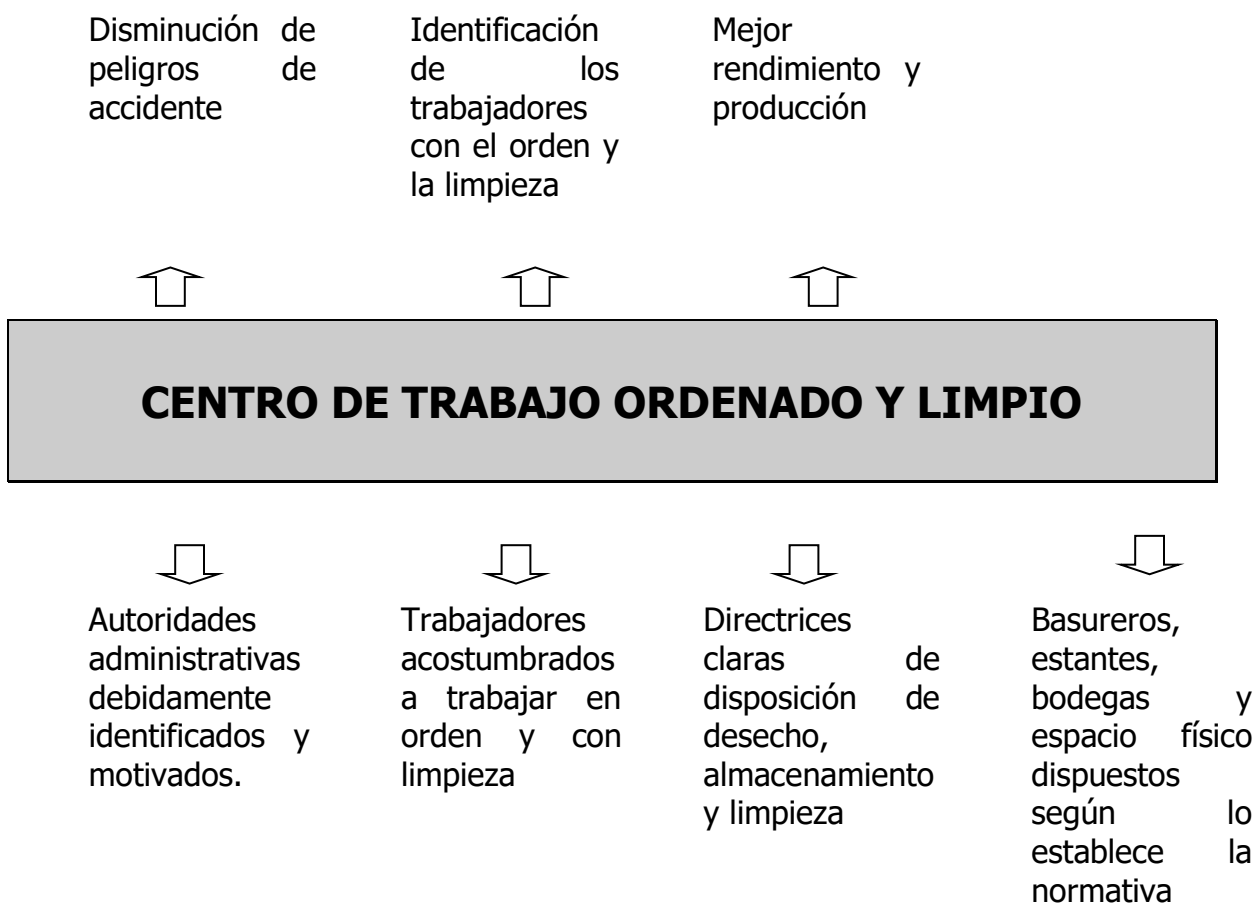 Disminución de
peligros de
accidente
Identificación
de los
trabajadores
con el orden y
la limpieza
Mejor
rendimiento y
producción
CENTRO DE TRABAJO ORDENADO Y LIMPIO
Autoridades
administrativas
debidamente
identificados y
motivados.
Trabajadores
acostumbrados
a trabajar en
orden y con
limpieza
Directrices
claras de
disposición de
desecho,
almacenamiento
y limpieza
Basureros,
estantes,
bodegas y
espacio físico
dispuestos
según lo
establece la
normativa